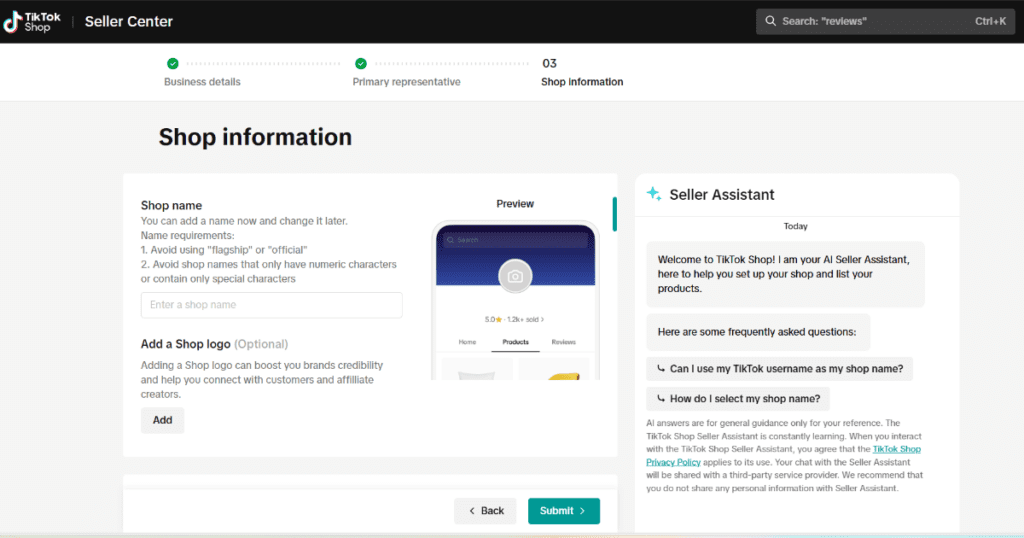 TikTok
Shop
Seller Center
Search: "reviews"
Ctrl+K
Business details
Primary representative
03
Shop information
Shop information
Shop name
You can add a name now and change it later.
Name requirements:
1. Avoid using "flagship" or "official"
2. Avoid shop names that only have numeric characters
or contain only special characters
Enter a shop name
Add a Shop logo (Optional)
Adding a Shop logo can boost you brands credibility
and help you connect with customers and affiliate
creators.
Add
Preview
Search
5.0 · 1.2k+ sold >
Home Products Reviews
< Back
Submit >
Seller Assistant
Today
Welcome to TikTok Shop! I am your AI Seller Assistant,
here to help you set up your shop and list your
products.
Here are some frequently asked questions:
Can I use my TikTok username as my shop name?
How do I select my shop name?
AI answers are for general guidance only for your reference. The
TikTok Shop Seller Assistant is constantly learning. When you interact
with the TikTok Shop Seller Assistant, you agree that the TikTok Shop
Privacy Policy applies to its use. Your chat with the Seller Assistant
will be shared with a third-party service provider. We recommend that
you do not share any personal information with Seller Assistant.